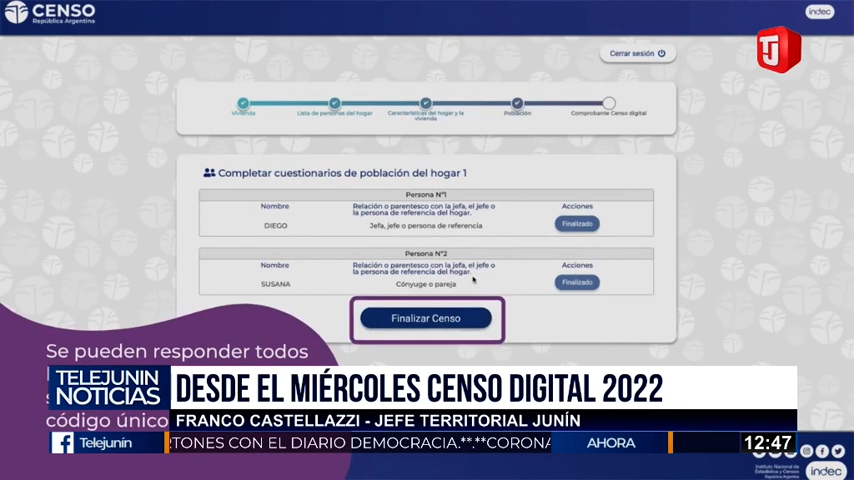 CENSO
República Argentina
indec
TJ
Cerrar sesión
Vivienda
Lista de personas del hogar
Características del hogar y la
vivienda
Población
Comprobante Censo digital
Completar cuestionarios de población del hogar 1
Persona N°1
Nombre
Relación o parentesco con la jefa, el jefe o
la persona de referencia del hogar.
Acciones
DIEGO
Jefa, jefe o persona de referencia
Finalizado
Persona N°2
Nombre
Relación o parentesco con la jefa, el jefe o
la persona de referencia del hogar.
Acciones
SUSANA
Cónyuge o pareja
Finalizado
Finalizar Censo
Se pueden responder todos
código único
TELEJUNIN
NOTICIAS
DESDE EL MIÉRCOLES CENSO DIGITAL 2022
FRANCO CASTELLAZZI - JEFE TERRITORIAL JUNÍN
Telejunín
TONES CON EL DIARIO DEMOCRACIA.**.**CORONA
AHORA
12:47
Instituto Nacional de
Estadística y Censos
República Argentina
indec